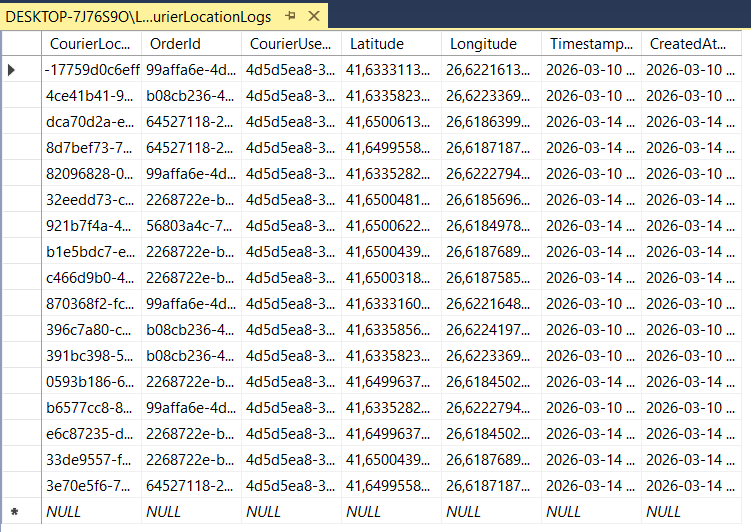 DESKTOP-7J76S9O\L...urierLocationLogs
CourierLoc... OrderId CourierUse... Latitude Longitude Timestamp... CreatedAt...
-17759d0c6eff 99affa6e-4d... 4d5d5ea8-3... 41,6333113... 26,6221613... 2026-03-10 ... 2026-03-10 ...
4ce41b41-9... b08cb236-4... 4d5d5ea8-3... 41,6335823... 26,6223369... 2026-03-10 ... 2026-03-10 ...
dca70d2a-e... 64527118-2... 4d5d5ea8-3... 41,6500613... 26,6186399... 2026-03-14 ... 2026-03-14 ...
8d7bef73-7... 64527118-2... 4d5d5ea8-3... 41,6499558... 26,6187187... 2026-03-14 ... 2026-03-14 ...
82096828-0... 99affa6e-4d... 4d5d5ea8-3... 41,6335282... 26,6222794... 2026-03-10 ... 2026-03-10 ...
32eedd73-c... 2268722e-b... 4d5d5ea8-3... 41,6500481... 26,6185696... 2026-03-14 ... 2026-03-14 ...
921b7f4a-4... 56803a4c-7... 4d5d5ea8-3... 41,6500622... 26,6184978... 2026-03-14 ... 2026-03-14 ...
b1e5bdc7-e... 2268722e-b... 4d5d5ea8-3... 41,6500439... 26,6187689... 2026-03-14 ... 2026-03-14 ...
c466d9b0-4... 2268722e-b... 4d5d5ea8-3... 41,6500318... 26,6187585... 2026-03-14 ... 2026-03-14 ...
870368f2-fc... 99affa6e-4d... 4d5d5ea8-3... 41,6333160... 26,6221648... 2026-03-10 ... 2026-03-10 ...
396c7a80-c... b08cb236-4... 4d5d5ea8-3... 41,6335856... 26,6224197... 2026-03-10 ... 2026-03-10 ...
391bc398-5... b08cb236-4... 4d5d5ea8-3... 41,6335823... 26,6223369... 2026-03-10 ... 2026-03-10 ...
0593b186-6... 2268722e-b... 4d5d5ea8-3... 41,6499637... 26,6184502... 2026-03-14 ... 2026-03-14 ...
b6577cc8-8... 99affa6e-4d... 4d5d5ea8-3... 41,6335282... 26,6222794... 2026-03-10 ... 2026-03-10 ...
e6c87235-d... 2268722e-b... 4d5d5ea8-3... 41,6499637... 26,6184502... 2026-03-14 ... 2026-03-14 ...
33de9557-f... 2268722e-b... 4d5d5ea8-3... 41,6500439... 26,6187689... 2026-03-14 ... 2026-03-14 ...
3e70e5f6-7... 64527118-2... 4d5d5ea8-3... 41,6499558... 26,6187187... 2026-03-14 ... 2026-03-14 ...
NULL NULL NULL NULL NULL NULL NULL